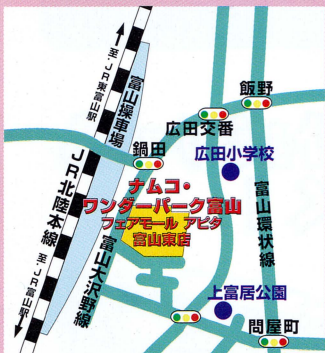 至.JR東富山駅
富山操車場
JR北陸本線
至.JR富山駅
鍋田
広田交番
飯野
広田小学校
ナムコ・
ワンダーパーク富山
フェアモール アピタ
富山東店
富山大沢野線
富山環状線
上富居公園
問屋町